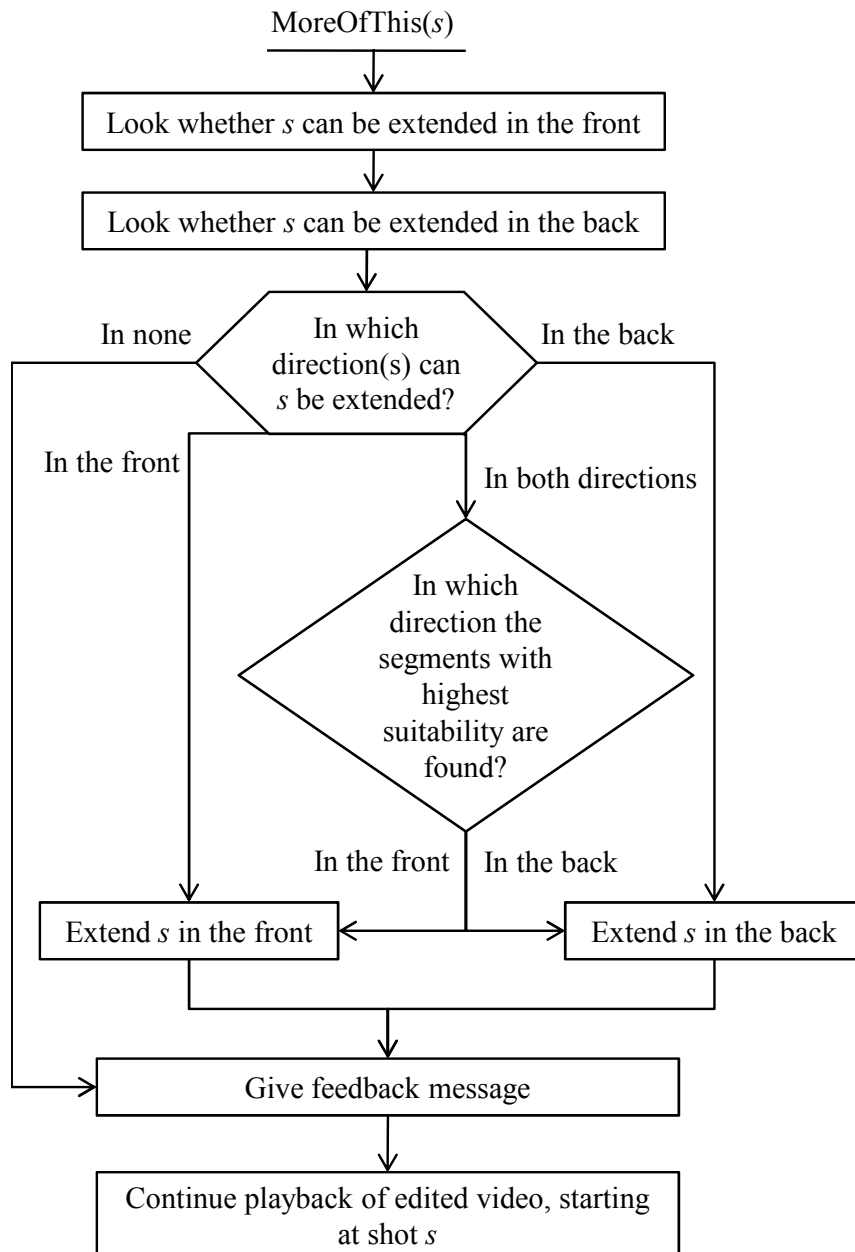 MoreOfThis(s)
Look whether s can be extended in the front
Look whether s can be extended in the back
In none
In which
direction(s) can
s be extended?
In the back
In the front
In both directions
In which
direction the
segments with
highest
suitability are
found?
In the front
In the back
Extend s in the front
Extend s in the back
Give feedback message
Continue playback of edited video, starting
at shot s